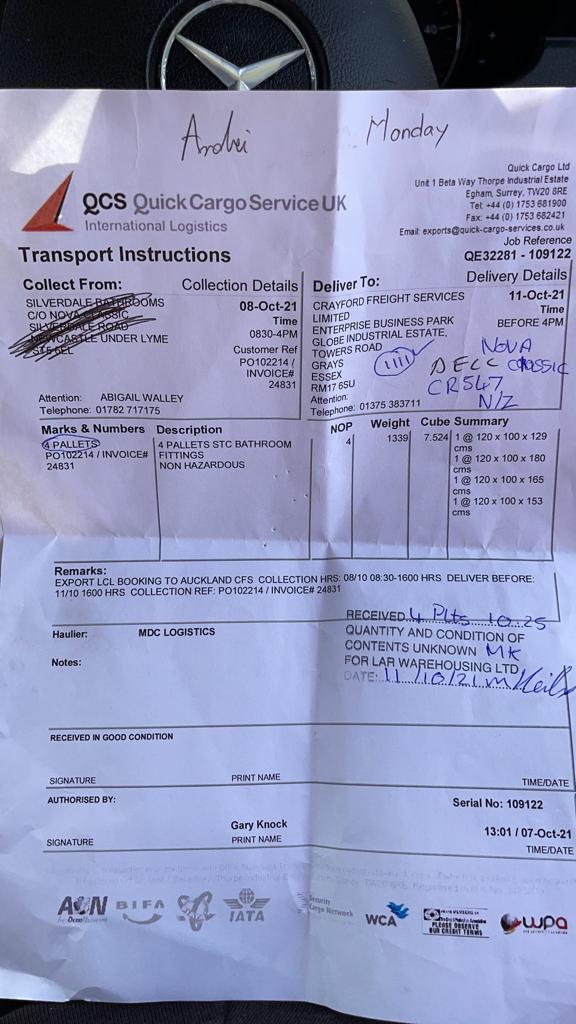 Andrei Monday
Quick Cargo Ltd
Unit 1 Beta Way Thorpe Industrial Estate
Egham, Surrey, TW20 8RE
Tel: +44 (0) 1753 681900
Fax: +44 (0) 1753 682421
Email: exports@quick-cargo-services.co.uk
QCS Quick Cargo Service UK
International Logistics
Job Reference
QE32281 - 109122
Transport Instructions
Collect From: Collection Details
SILVERDALE BATHROOMS
C/O NOVA CLASSIC
SILVERDALE ROAD
NEWCASTLE UNDER LYME
ST5 6EL
08-Oct-21
Time
0830-4PM
Customer Ref
PO102214 /
INVOICE#
24831
Attention: ABIGAIL WALLEY
Telephone: 01782 717175
Deliver To: Delivery Details
CRAYFORD FREIGHT SERVICES
LIMITED
ENTERPRISE BUSINESS PARK
GLOBE INDUSTRIAL ESTATE,
TOWERS ROAD
GRAYS
ESSEX
RM17 6SU
Attention:
Telephone: 01375 383711
11-Oct-21
Time
BEFORE 4PM
NOVA
CLASSIC
CR547
N/Z
Marks & Numbers Description NOP Weight Cube Summary
4 PALLETS
PO102214 / INVOICE#
24831
4 PALLETS STC BATHROOM
FITTINGS
NON HAZARDOUS
4 1339 7.524 1 @ 120 x 100 x 129
cms
1 @ 120 x 100 x 180
cms
1 @ 120 x 100 x 165
cms
1 @ 120 x 100 x 153
cms
Remarks:
EXPORT LCL BOOKING TO AUCKLAND CFS COLLECTION HRS: 08/10 08:30-1600 HRS DELIVER BEFORE:
11/10 1600 HRS COLLECTION REF: PO102214 / INVOICE# 24831
Haulier: MDC LOGISTICS
Notes:
RECEIVED 4 Plts 10.25
QUANTITY AND CONDITION OF
CONTENTS UNKNOWN MK
FOR LAR WAREHOUSING LTD
DATE: 11/10/21
RECEIVED IN GOOD CONDITION
SIGNATURE PRINT NAME TIME/DATE
AUTHORISED BY: Serial No: 109122
Gary Knock 13:01 / 07-Oct-21
SIGNATURE PRINT NAME TIME/DATE
AON BIFA IATA
Security
Cargo Network
WCA
PLEASE OBSERVE
OUR CREDIT TERMS
wpa